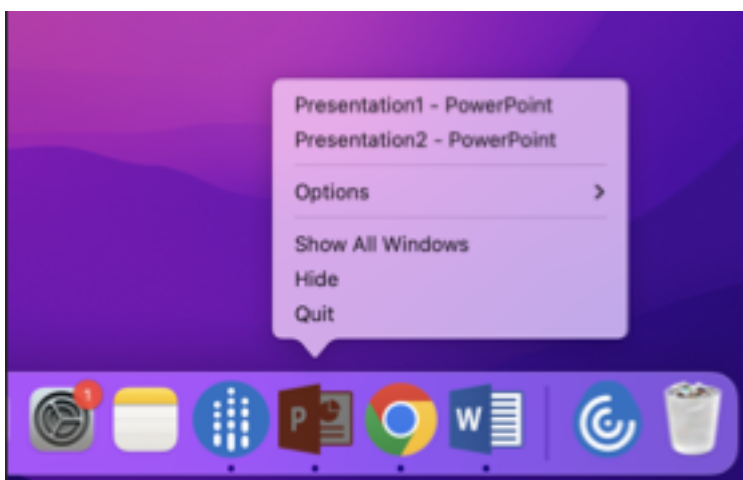 Presentation1 - PowerPoint
Presentation2 - PowerPoint
Options
Show All Windows
Hide
Quit
1
P
W